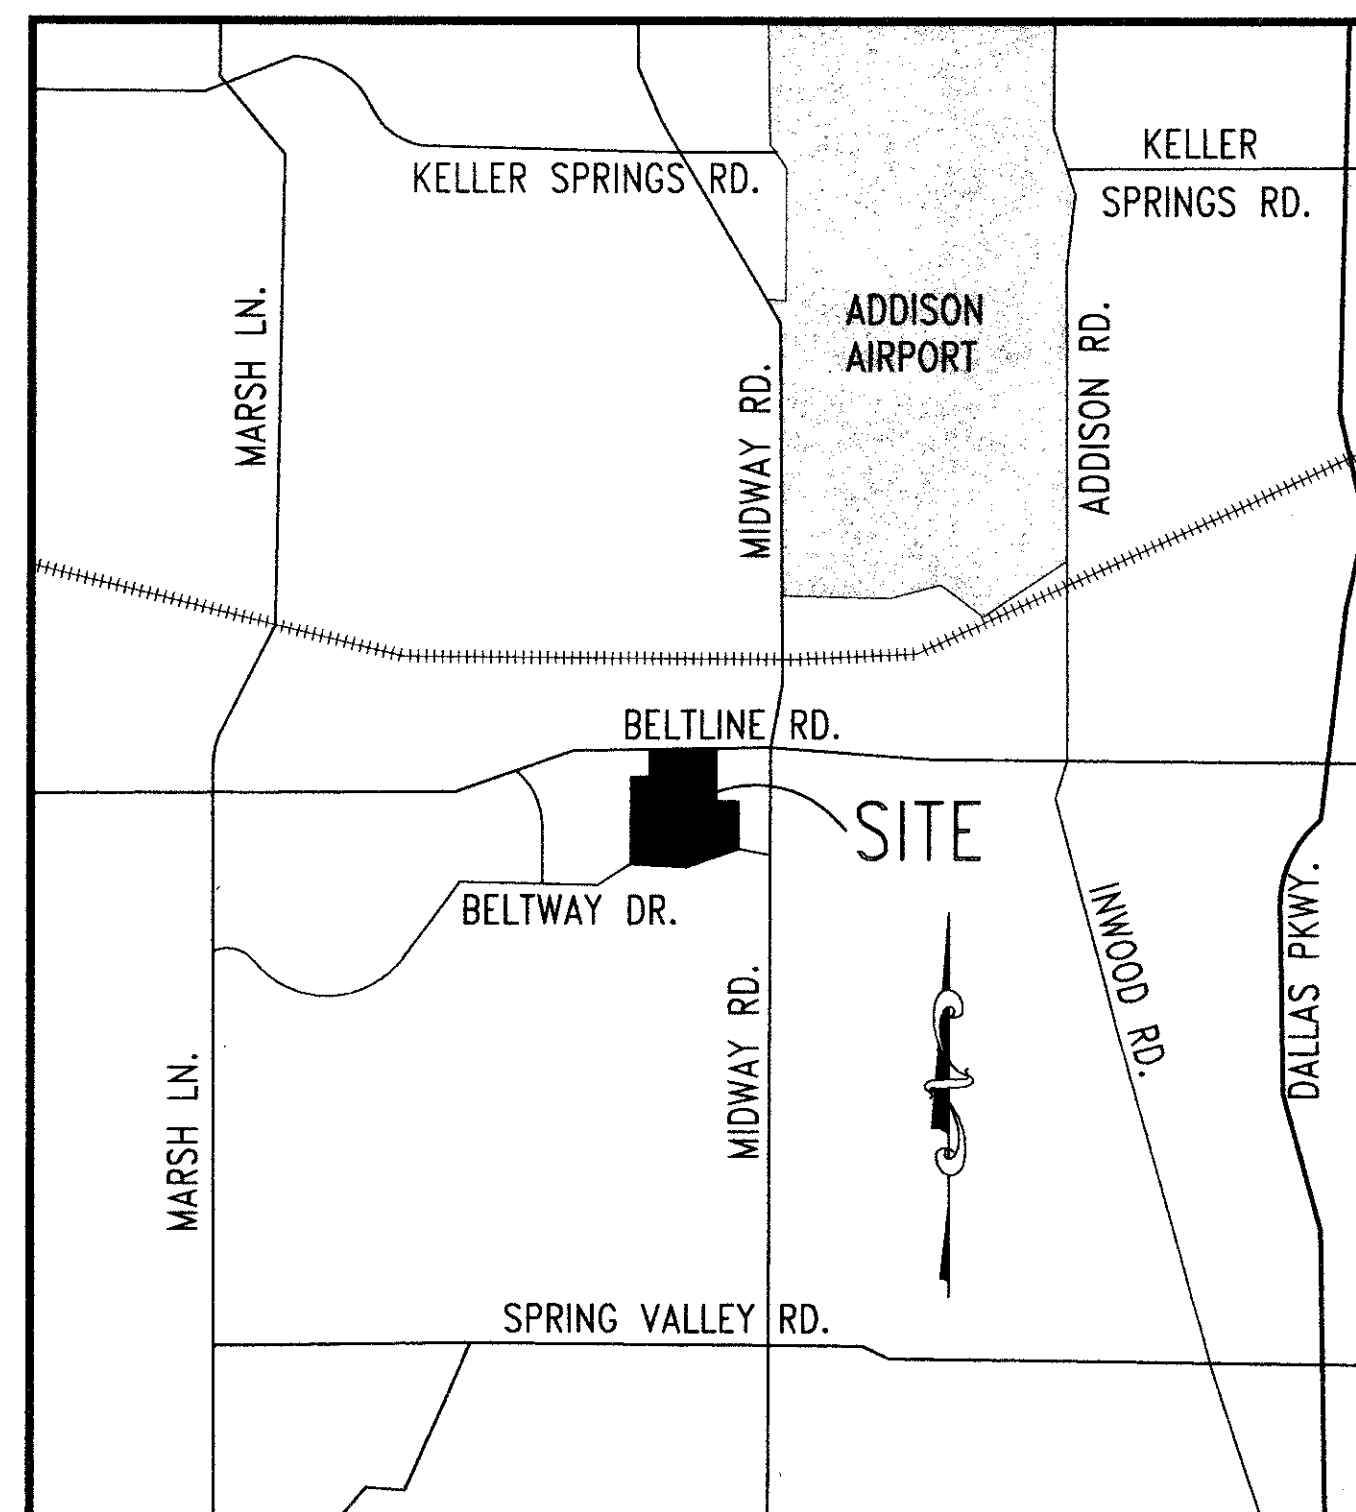 KELLER
KELLER SPRINGS RD.
SPRINGS RD.
MARSH LN.
ADDISON
AIRPORT
ADDISON RD.
MIDWAY RD.
BELTLINE RD.
SITE
BELTWAY DR.
INWOOD RD.
DALLAS PKWY.
MIDWAY RD.
MARSH LN.
SPRING VALLEY RD.